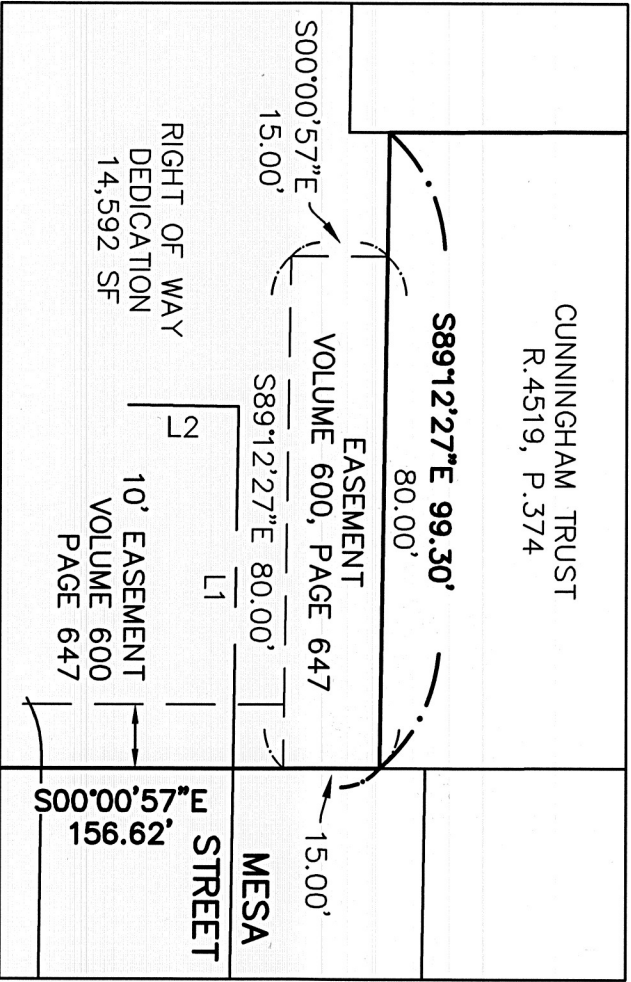 CUNNINGHAM TRUST
R.4519, P.374
S89°12'27"E 99.30'
80.00'
S00°00'57"E
15.00'
EASEMENT
VOLUME 600, PAGE 647
S89°12'27"E 80.00'
15.00'
RIGHT OF WAY
DEDICATION
14,592 SF
L2
L1
10' EASEMENT
VOLUME 600
PAGE 647
S00°00'57"E
156.62'
MESA
STREET